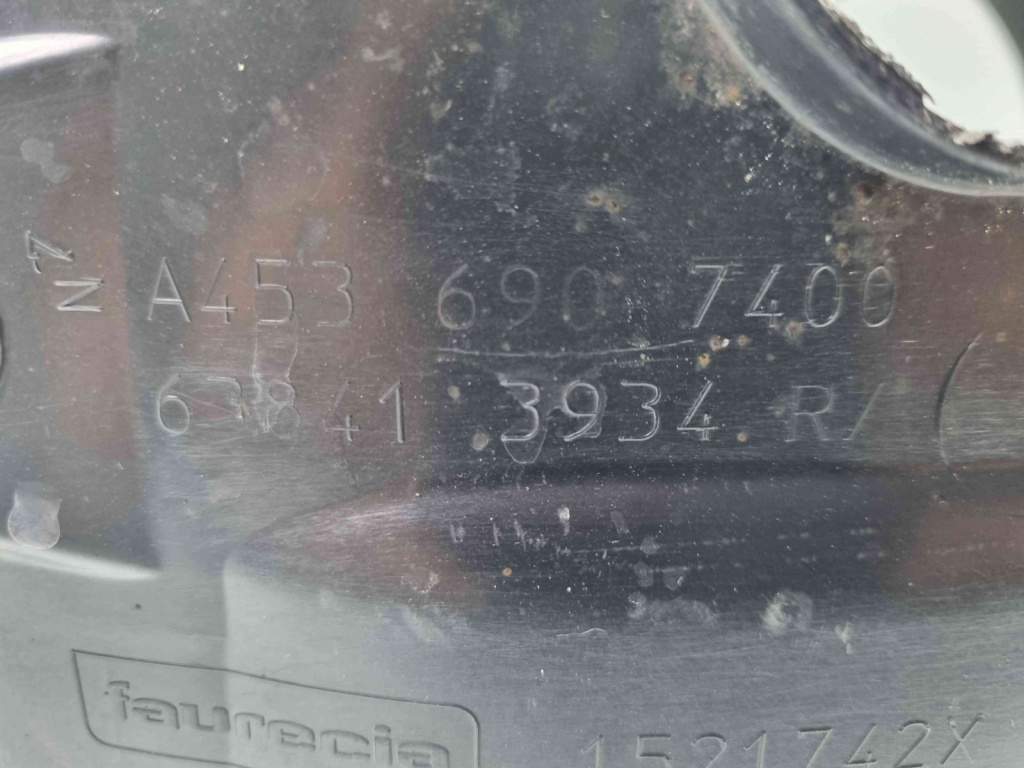 A453 690 7400
63841 3934 R/
faurecia
1521742X